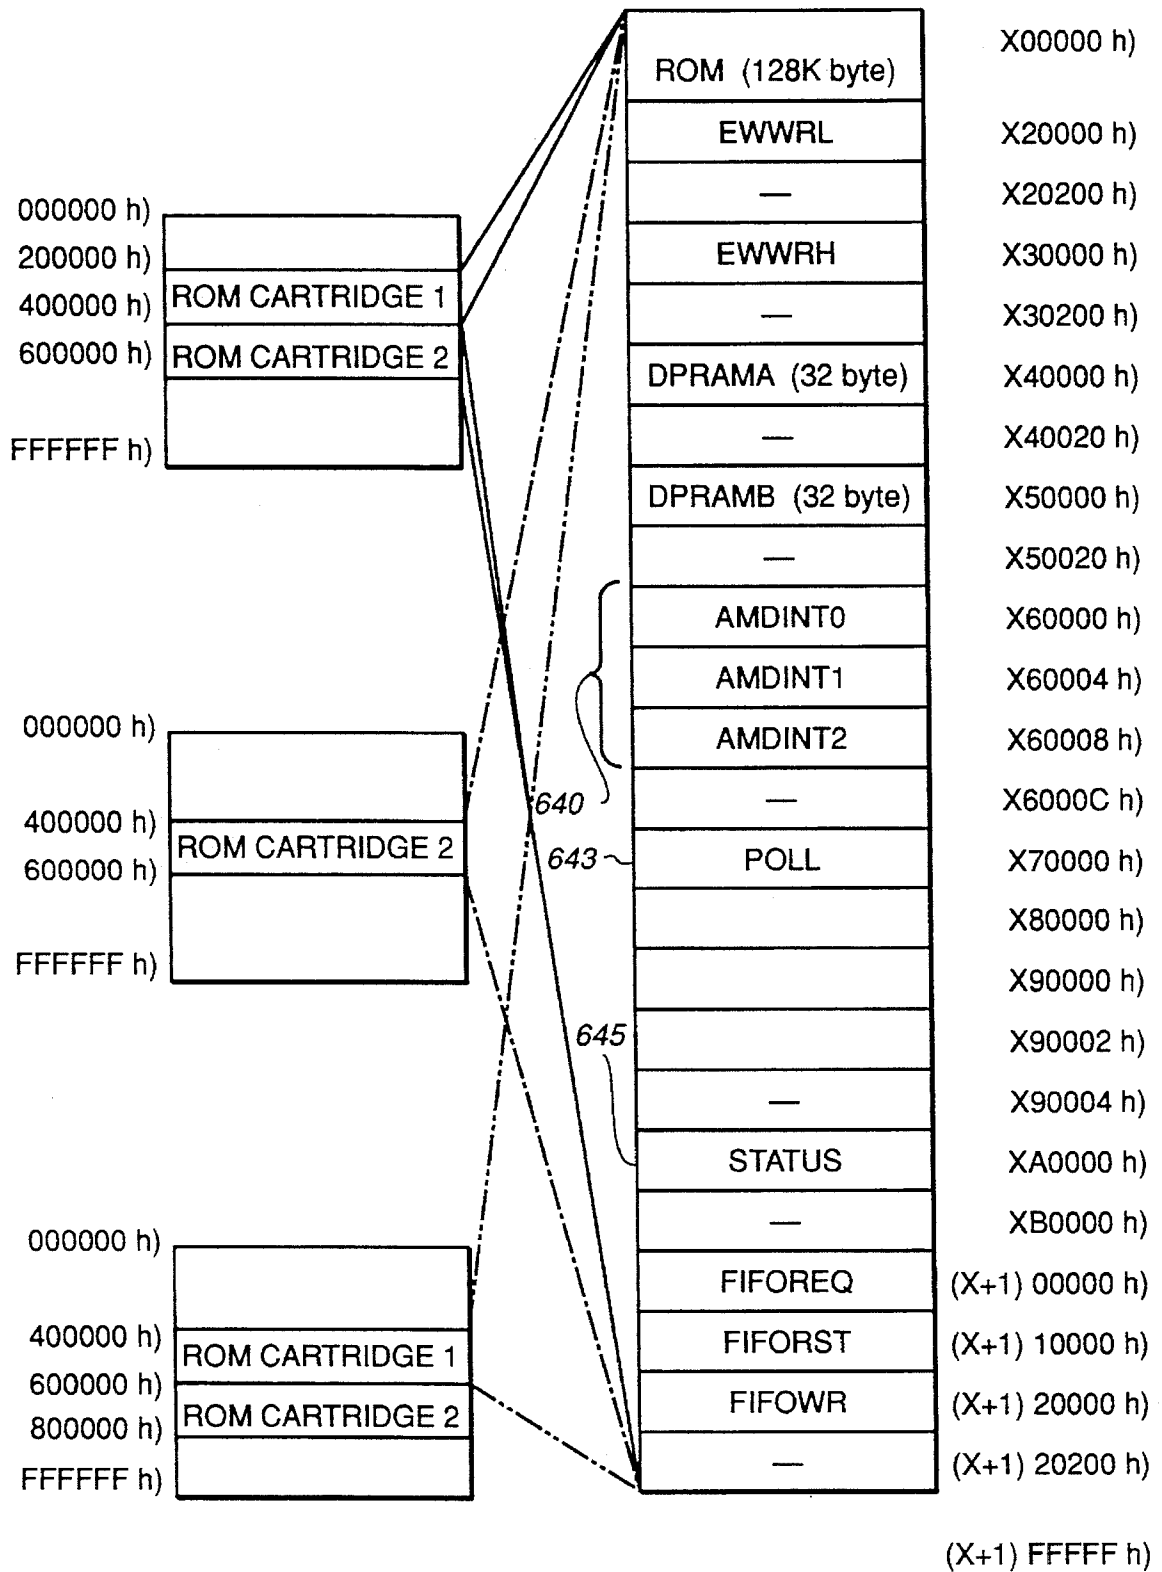 X00000 h)
ROM (128K byte)
EWWRL
X20000 h)
—
X20200 h)
EWWRH
X30000 h)
—
X30200 h)
DPRAMA (32 byte)
X40000 h)
—
X40020 h)
DPRAMB (32 byte)
X50000 h)
—
X50020 h)
AMDINT0
X60000 h)
AMDINT1
X60004 h)
AMDINT2
X60008 h)
—
X6000C h)
POLL
X70000 h)
X80000 h)
X90000 h)
X90002 h)
—
X90004 h)
STATUS
XA0000 h)
—
XB0000 h)
FIFOREQ
(X+1) 00000 h)
FIFORST
(X+1) 10000 h)
FIFOWR
(X+1) 20000 h)
—
(X+1) 20200 h)
(X+1) FFFFF h)
000000 h)
200000 h)
ROM CARTRIDGE 1
400000 h)
ROM CARTRIDGE 2
600000 h)
FFFFFF h)
000000 h)
400000 h)
ROM CARTRIDGE 2
600000 h)
FFFFFF h)
000000 h)
400000 h)
ROM CARTRIDGE 1
600000 h)
ROM CARTRIDGE 2
800000 h)
FFFFFF h)
640
643
645